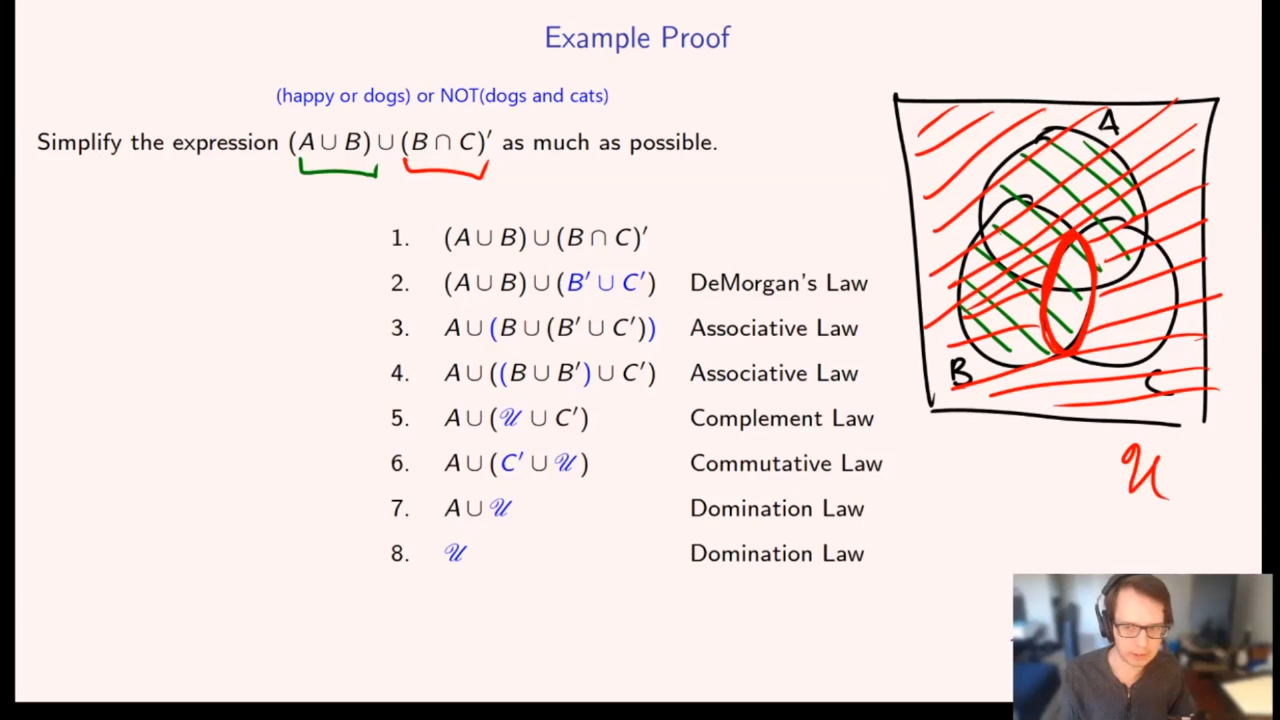 Example Proof
(happy or dogs) or NOT(dogs and cats)
Simplify the expression (A ∪ B) ∪ (B ∩ C)′ as much as possible.
1. (A ∪ B) ∪ (B ∩ C)′
2. (A ∪ B) ∪ (B′ ∪ C′) DeMorgan's Law
3. A ∪ (B ∪ (B′ ∪ C′)) Associative Law
4. A ∪ ((B ∪ B′) ∪ C′) Associative Law
5. A ∪ (𝒰 ∪ C′) Complement Law
6. A ∪ (C′ ∪ 𝒰) Commutative Law
7. A ∪ 𝒰 Domination Law
8. 𝒰 Domination Law
A
B C
𝒰